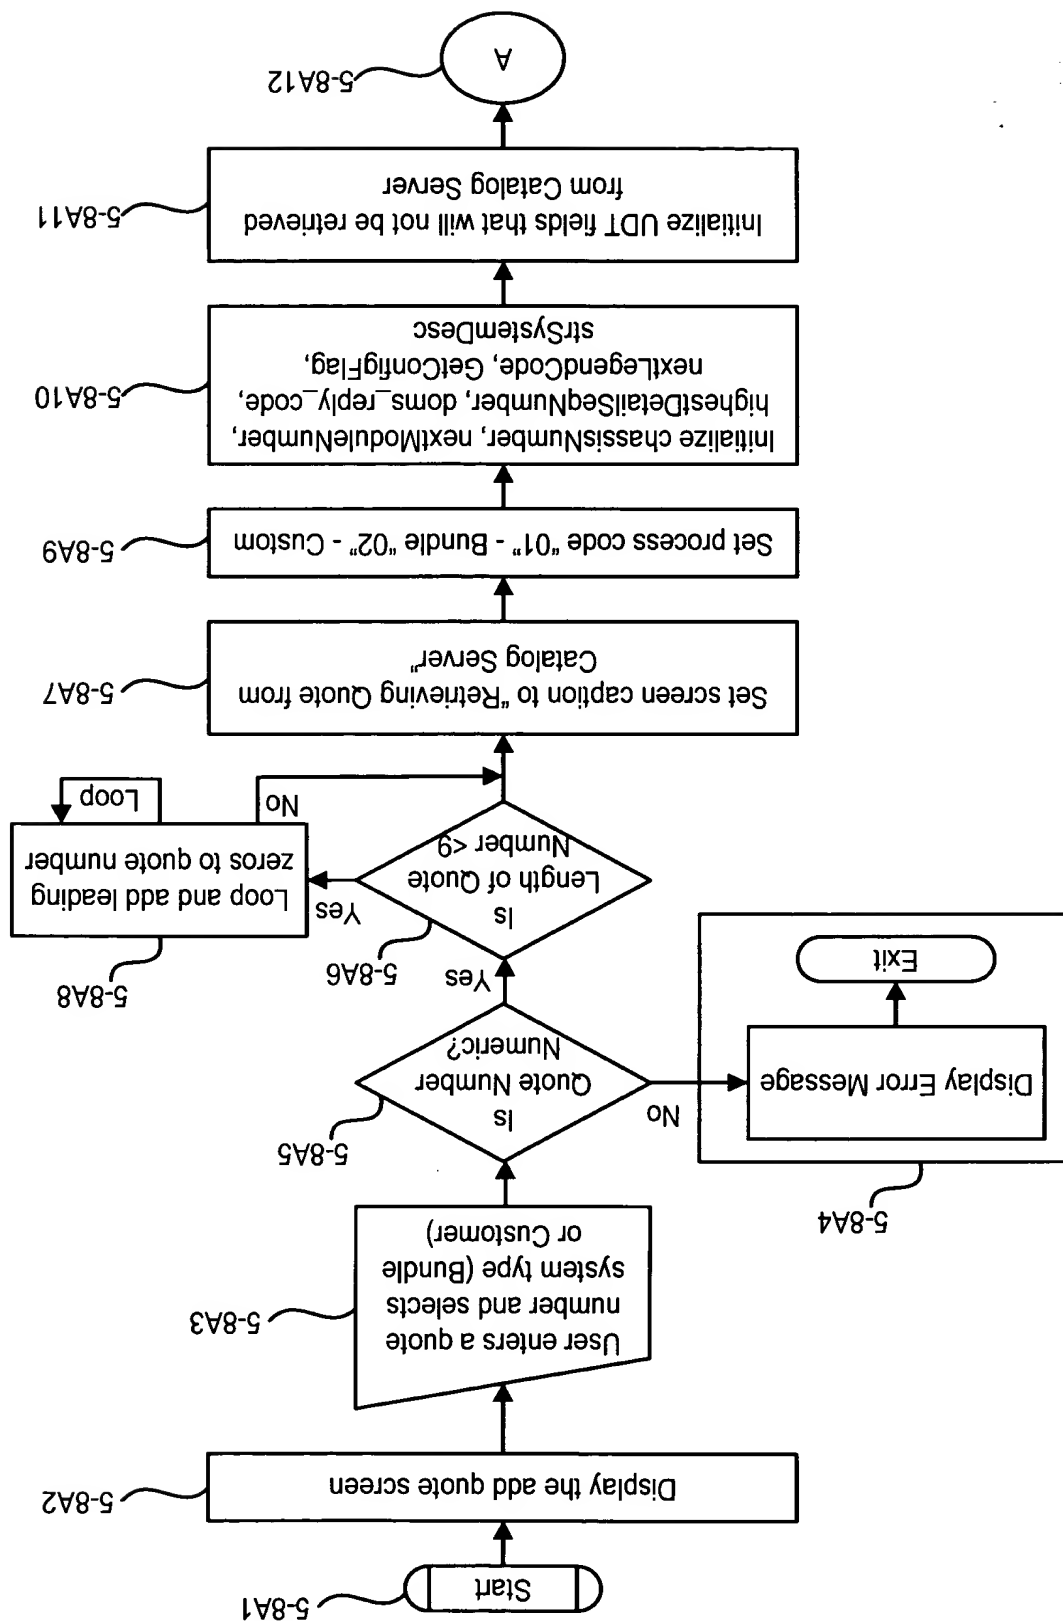 Start
5-8A1
Display the add quote screen
5-8A2
User enters a quote
number and selects
system type (Bundle
or Customer)
5-8A3
5-8A4
Display Error Message
Exit
No
Is
Quote Number
Numeric?
5-8A5
Yes
Is
Length of Quote
Number <9
5-8A6
Yes
Loop and add leading
zeros to quote number
5-8A8
No
Loop
Set screen caption to "Retrieving Quote from
Catalog Server"
5-8A7
Set process code "01" - Bundle "02" - Custom
5-8A9
Initialize chassisNumber, nextModuleNumber,
highestDetailSeqNumber, doms_reply_code,
nextLegendCode, GetConfigFlag,
strSystemDesc
5-8A10
Initialize UDT fields that will not be retrieved
from Catalog Server
5-8A11
A
5-8A12